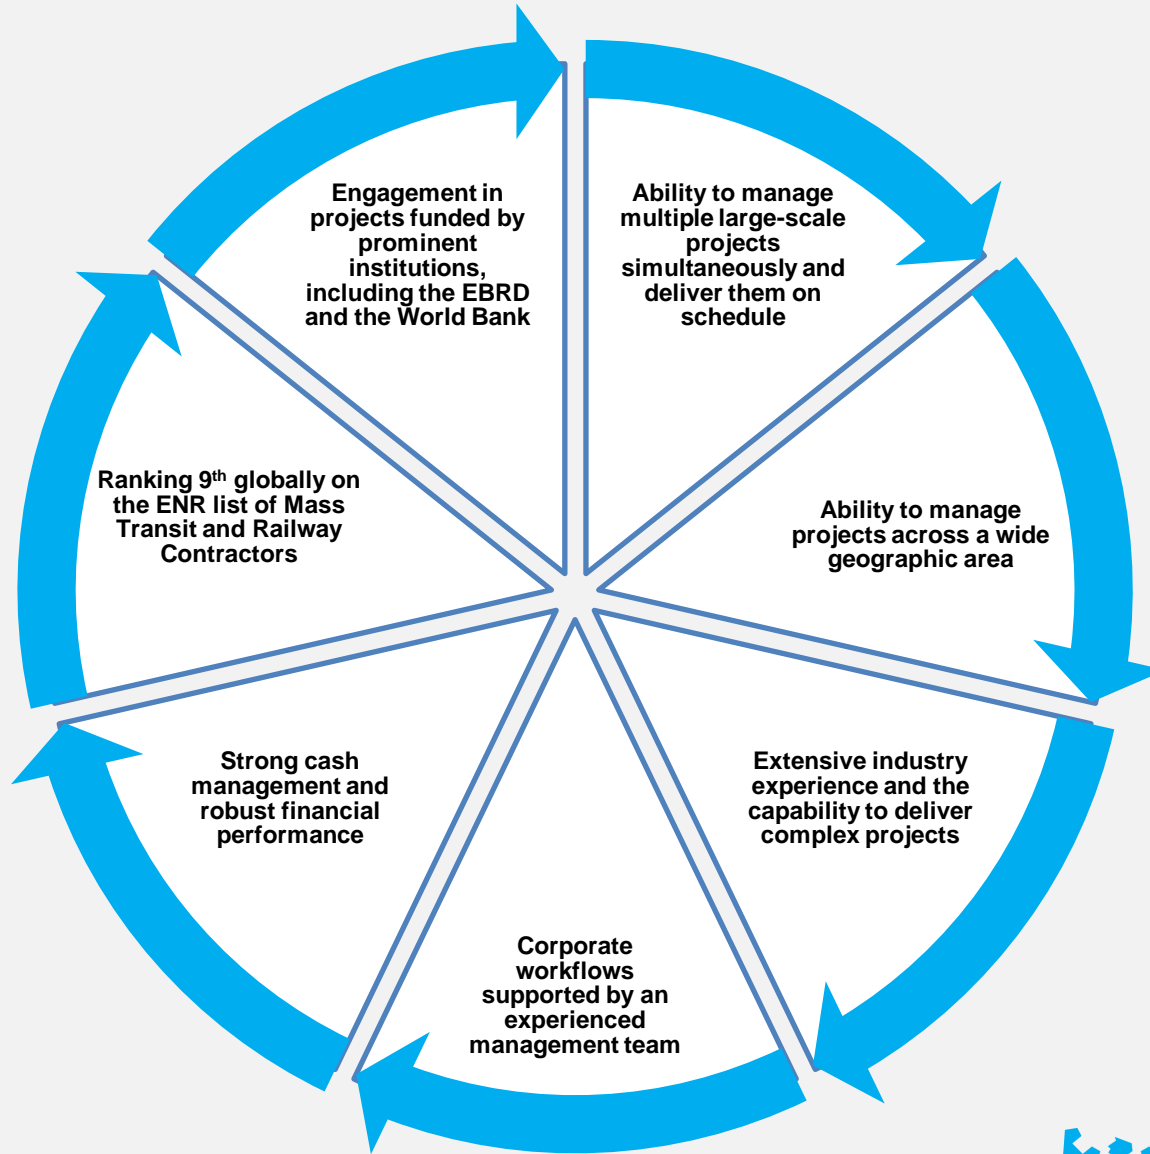 Engagement in
projects funded by
prominent
institutions,
including the EBRD
and the World Bank
Ability to manage
multiple large-scale
projects
simultaneously and
deliver them on
schedule
Ranking 9th globally on
the ENR list of Mass
Transit and Railway
Contractors
Ability to manage
projects across a wide
geographic area
Strong cash
management and
robust financial
performance
Extensive industry
experience and the
capability to deliver
complex projects
Corporate
workflows
supported by an
experienced
management team